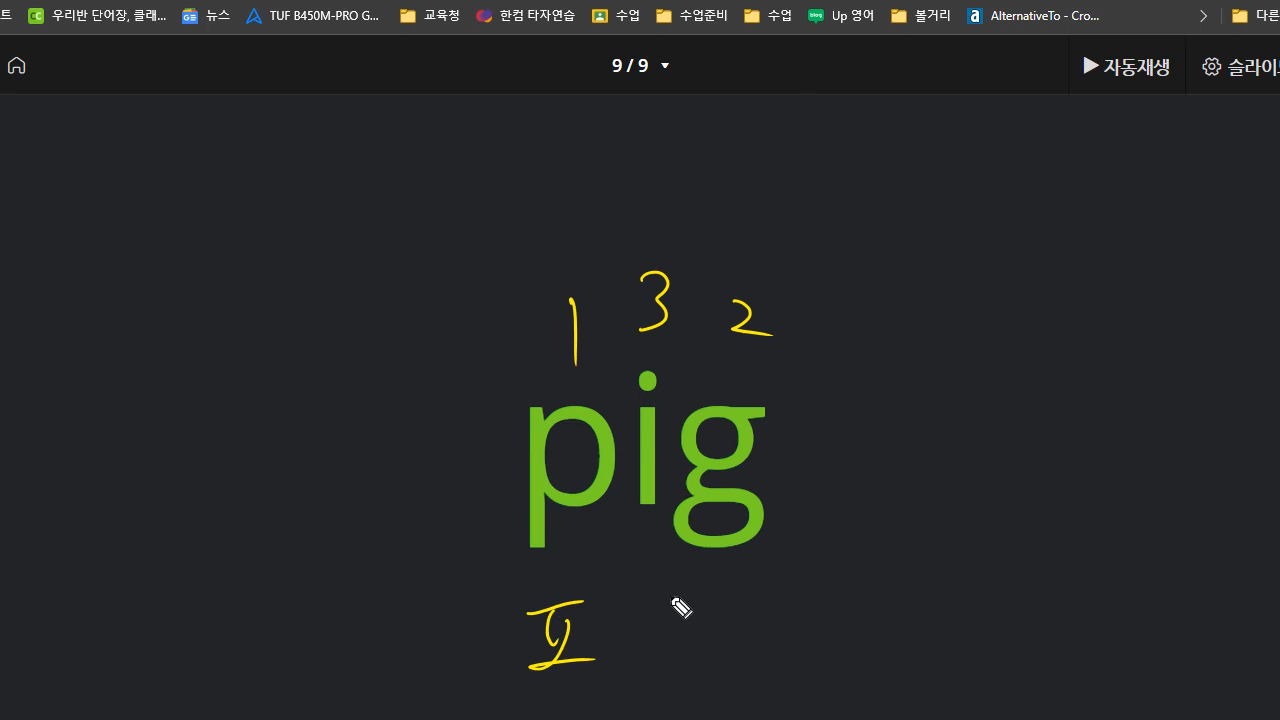 트 우리반 단어장, 클래... 뉴스 TUF B450M-PRO G... 교육청 한컴 타자연습 수업 수업준비 수업 Up 영어 볼거리 AlternativeTo - Cro... 다른
9 / 9 자동재생 슬라이드
1 3 2
pig
ㅍ